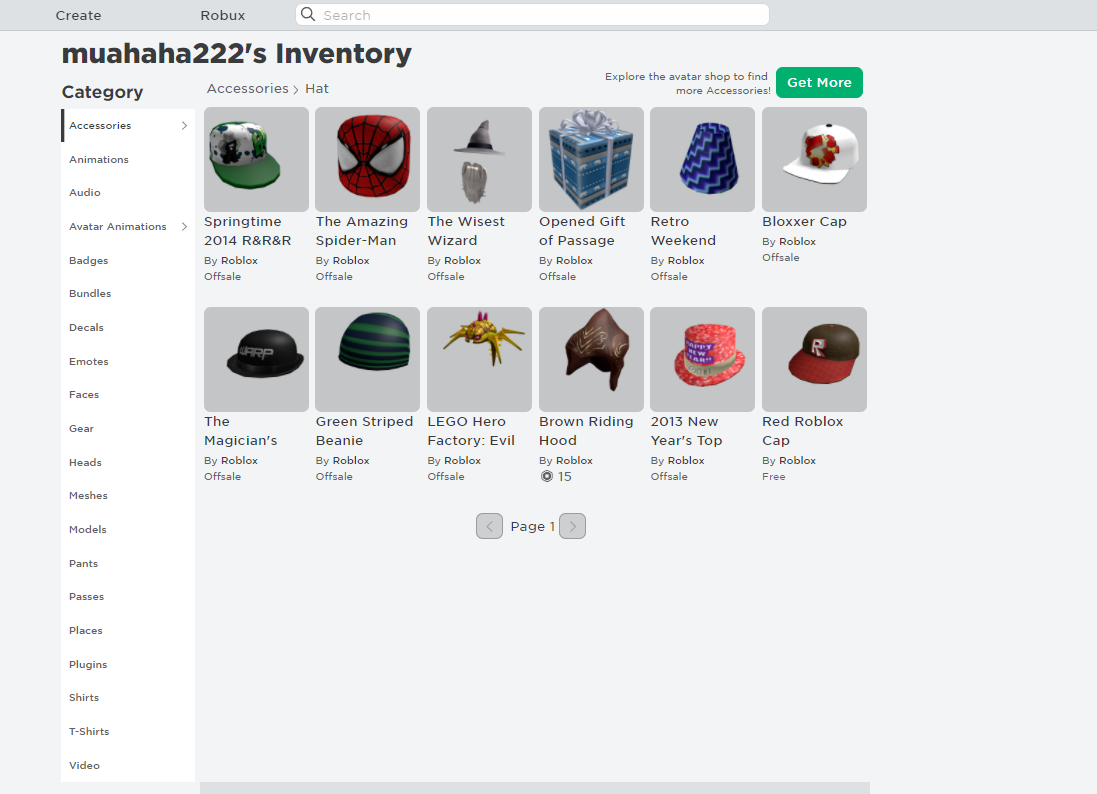 Create
Robux
Search
muahaha222's Inventory
Category
Accessories
Animations
Audio
Avatar Animations
Badges
Bundles
Decals
Emotes
Faces
Gear
Heads
Meshes
Models
Pants
Passes
Places
Plugins
Shirts
T-Shirts
Video
Accessories > Hat
Explore the avatar shop to find
more Accessories!
Get More
Springtime
2014 R&R&R
By Roblox
Offsale
The Amazing
Spider-Man
By Roblox
Offsale
The Wisest
Wizard
By Roblox
Offsale
Opened Gift
of Passage
By Roblox
Offsale
Retro
Weekend
By Roblox
Offsale
Bloxxer Cap
By Roblox
Offsale
WARP
The
Magician's
By Roblox
Offsale
Green Striped
Beanie
By Roblox
Offsale
LEGO Hero
Factory: Evil
By Roblox
Offsale
Brown Riding
Hood
By Roblox
15
HAPPY
NEW
YEAR!!
2013 New
Year's Top
By Roblox
Offsale
R
Red Roblox
Cap
By Roblox
Free
Page 1